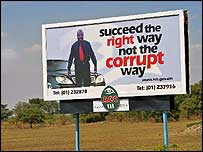 succeed the
right way
not the
corrupt
way
Tel: (01) 232878
Tel: (01) 237916